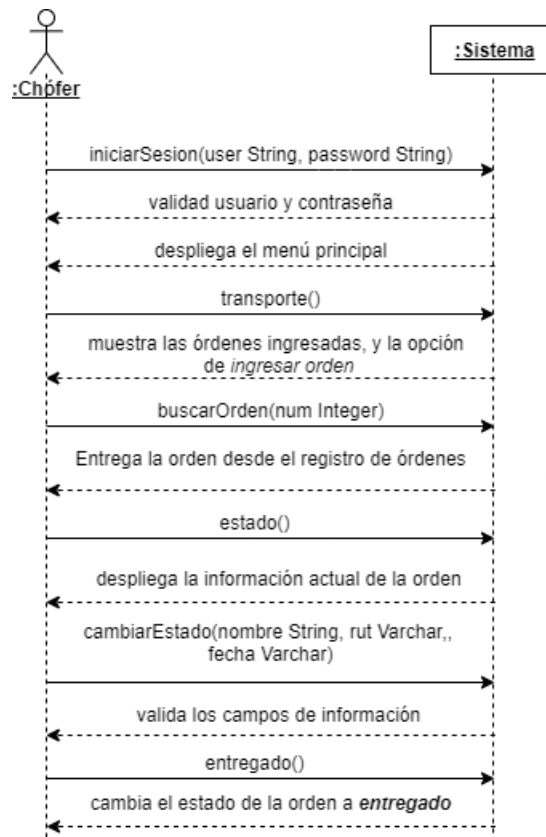 :Chófer
:Sistema
iniciarSesion(user String, password String)
validad usuario y contraseña
despliega el menú principal
transporte()
muestra las órdenes ingresadas, y la opción
de ingresar orden
buscarOrden(num Integer)
Entrega la orden desde el registro de órdenes
estado()
despliega la información actual de la orden
cambiarEstado(nombre String, rut Varchar,,
fecha Varchar)
valida los campos de información
entregado()
cambia el estado de la orden a entregado